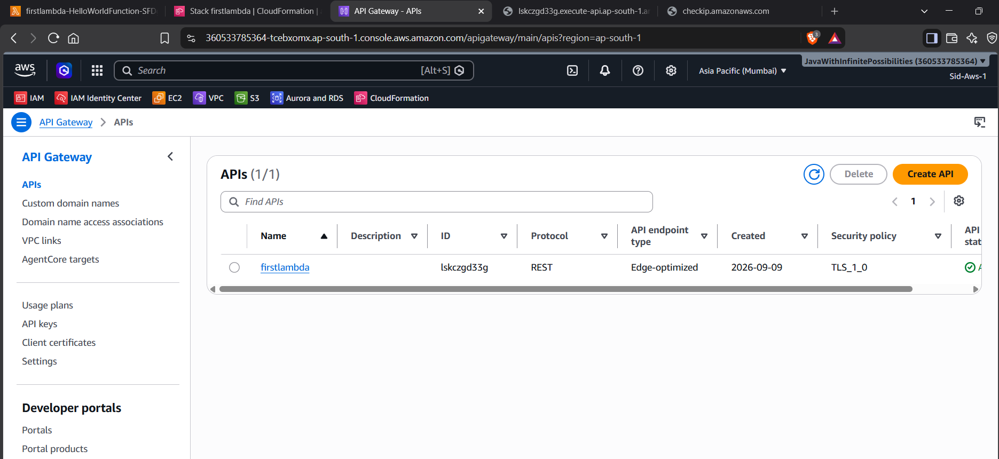 firstlambda-HelloWorldFunction-SFD
Stack firstlambda | CloudFormation |
API Gateway - APIs
lskczgd33g.execute-api.ap-south-1.ar
checkip.amazonaws.com
360533785364-tcebxomx.ap-south-1.console.aws.amazon.com/apigateway/main/apis?region=ap-south-1
3
aws
Search
[Alt+S]
Asia Pacific (Mumbai)
JavaWithInfinitePossibilities (360533785364)
Sid-Aws-1
IAM
IAM Identity Center
EC2
VPC
S3
Aurora and RDS
CloudFormation
API Gateway
APIs
API Gateway
APIs
Custom domain names
Domain name access associations
VPC links
AgentCore targets
Usage plans
API keys
Client certificates
Settings
Developer portals
Portals
Portal products
APIs (1/1)
Delete
Create API
Find APIs
1
Name
Description
ID
Protocol
API endpoint
type
Created
Security policy
API
stat
firstlambda
lskczgd33g
REST
Edge-optimized
2026-09-09
TLS_1_0